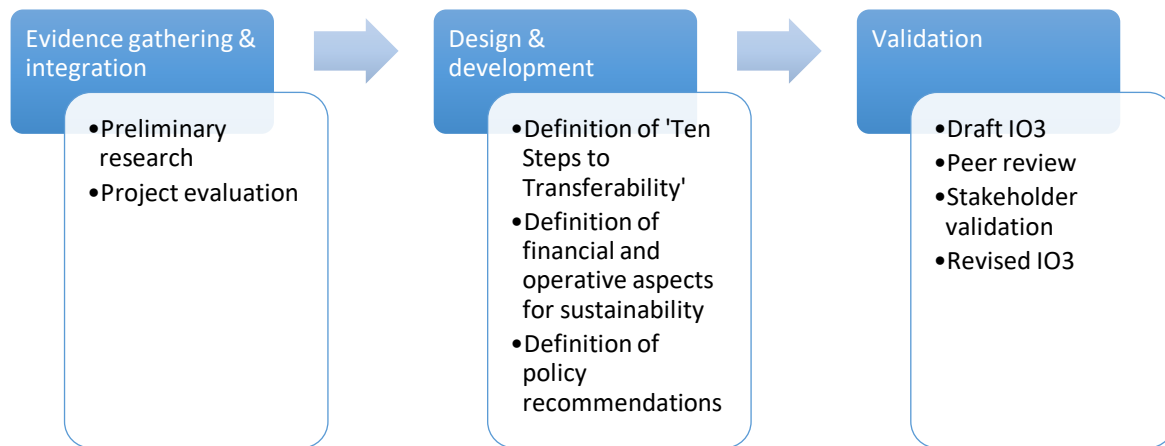 Evidence gathering &
integration
•Preliminary
research
•Project evaluation
Design &
development
•Definition of 'Ten
Steps to
Transferability'
•Definition of
financial and
operative aspects
for sustainability
•Definition of
policy
recommendations
Validation
•Draft IO3
•Peer review
•Stakeholder
validation
•Revised IO3